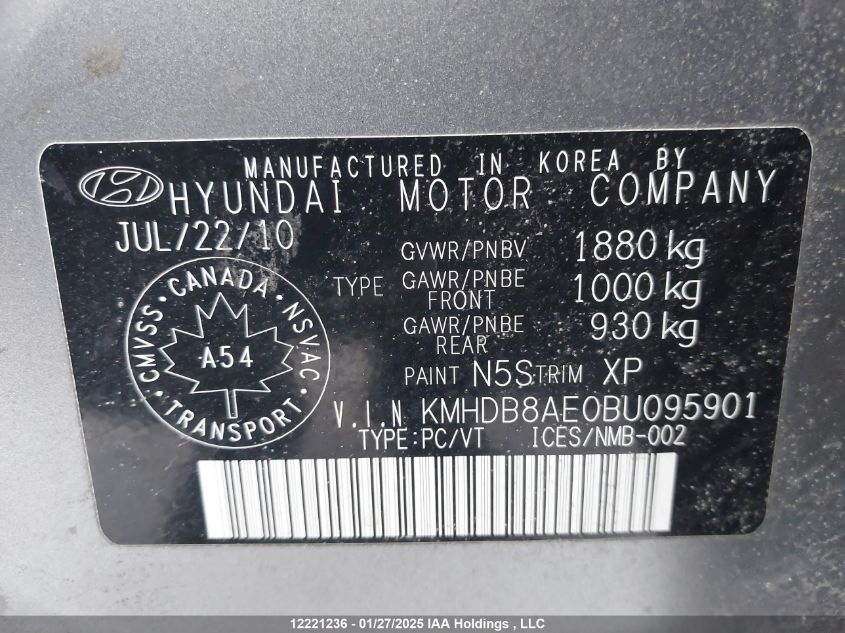 MANUFACTURED IN KOREA BY
HYUNDAI MOTOR COMPANY
JUL/22/10
GVWR/PNBV 1880 kg
TYPE GAWR/PNBE FRONT 1000 kg
GAWR/PNBE REAR 930 kg
PAINT N5S TRIM XP
V.I.N KMHDB8AE0BU095901
TYPE:PC/VT ICES/NMB-002
CMVSS · CANADA · NSVAC · TRANSPORT ·
A54
12221236 - 01/27/2025 IAA Holdings , LLC